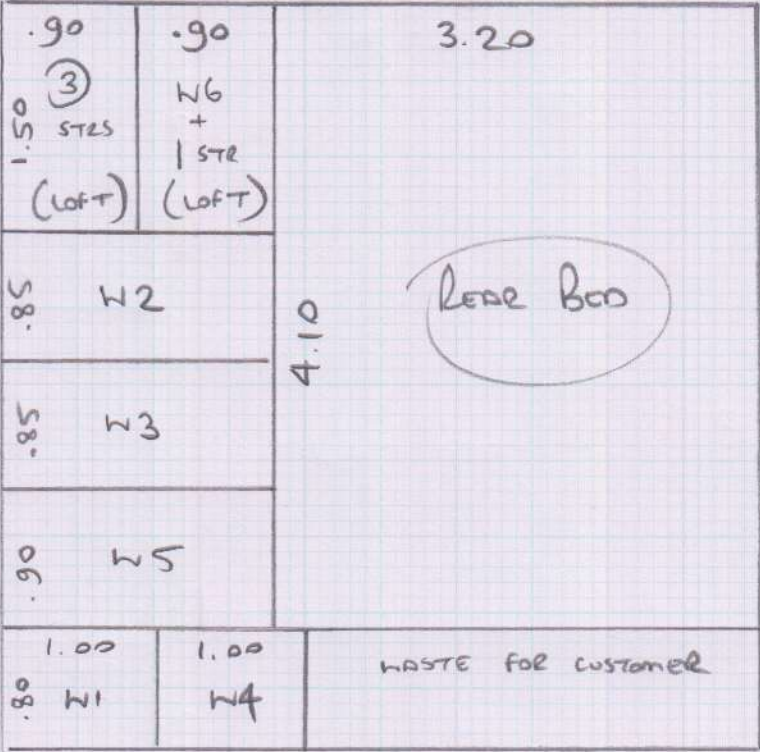 .90
3
1.50
STRS
(LOFT)
.90
W6
+
1 STR
(LOFT)
3.20
.85
W2
4.10
REAR BED
.85
W3
.90
W5
1.00
.80
W1
1.00
W4
WASTE FOR CUSTOMER